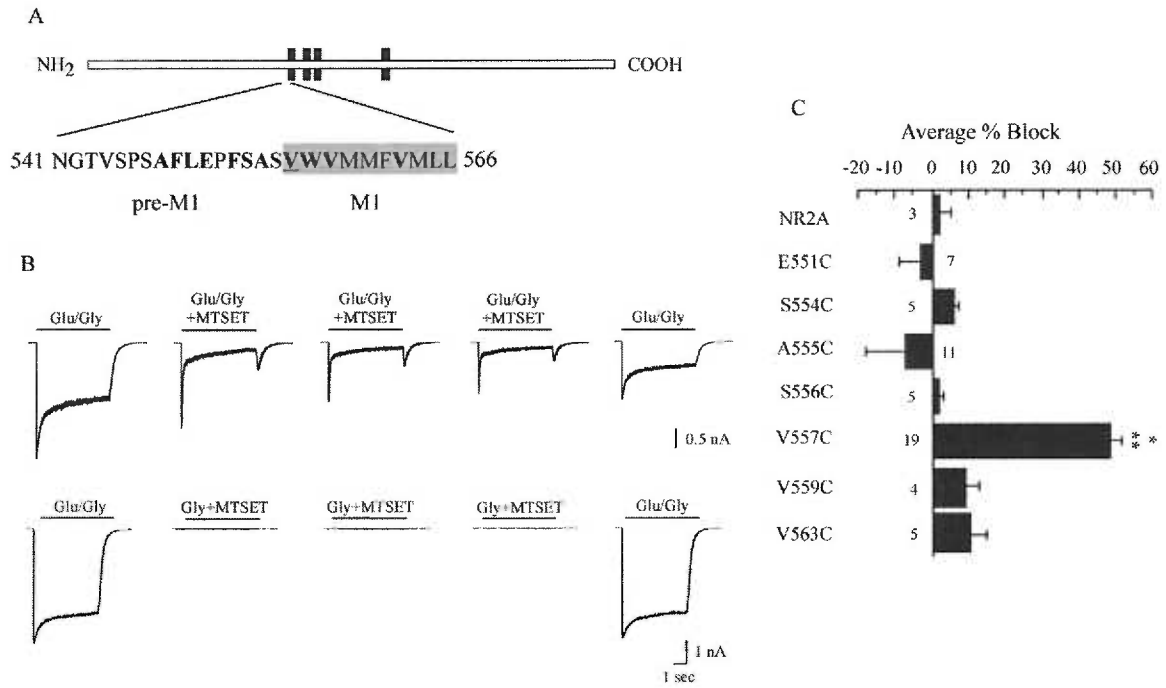 A
NH2 COOH
541 NGTVSPSAFLEPFSASVWVMMFVMLL 566
pre-M1 M1
B
Glu/Gly
Glu/Gly +MTSET
Glu/Gly +MTSET
Glu/Gly +MTSET
Glu/Gly
0.5 nA
Glu/Gly Gly+MTSET Gly+MTSET Gly+MTSET Glu/Gly
1 nA
1 sec
C
Average % Block
-20 -10 0 10 20 30 40 50 60
NR2A 3
E551C 7
S554C 5
A555C 11
S556C 5
V557C 19 ** *
V559C 4
V563C 5